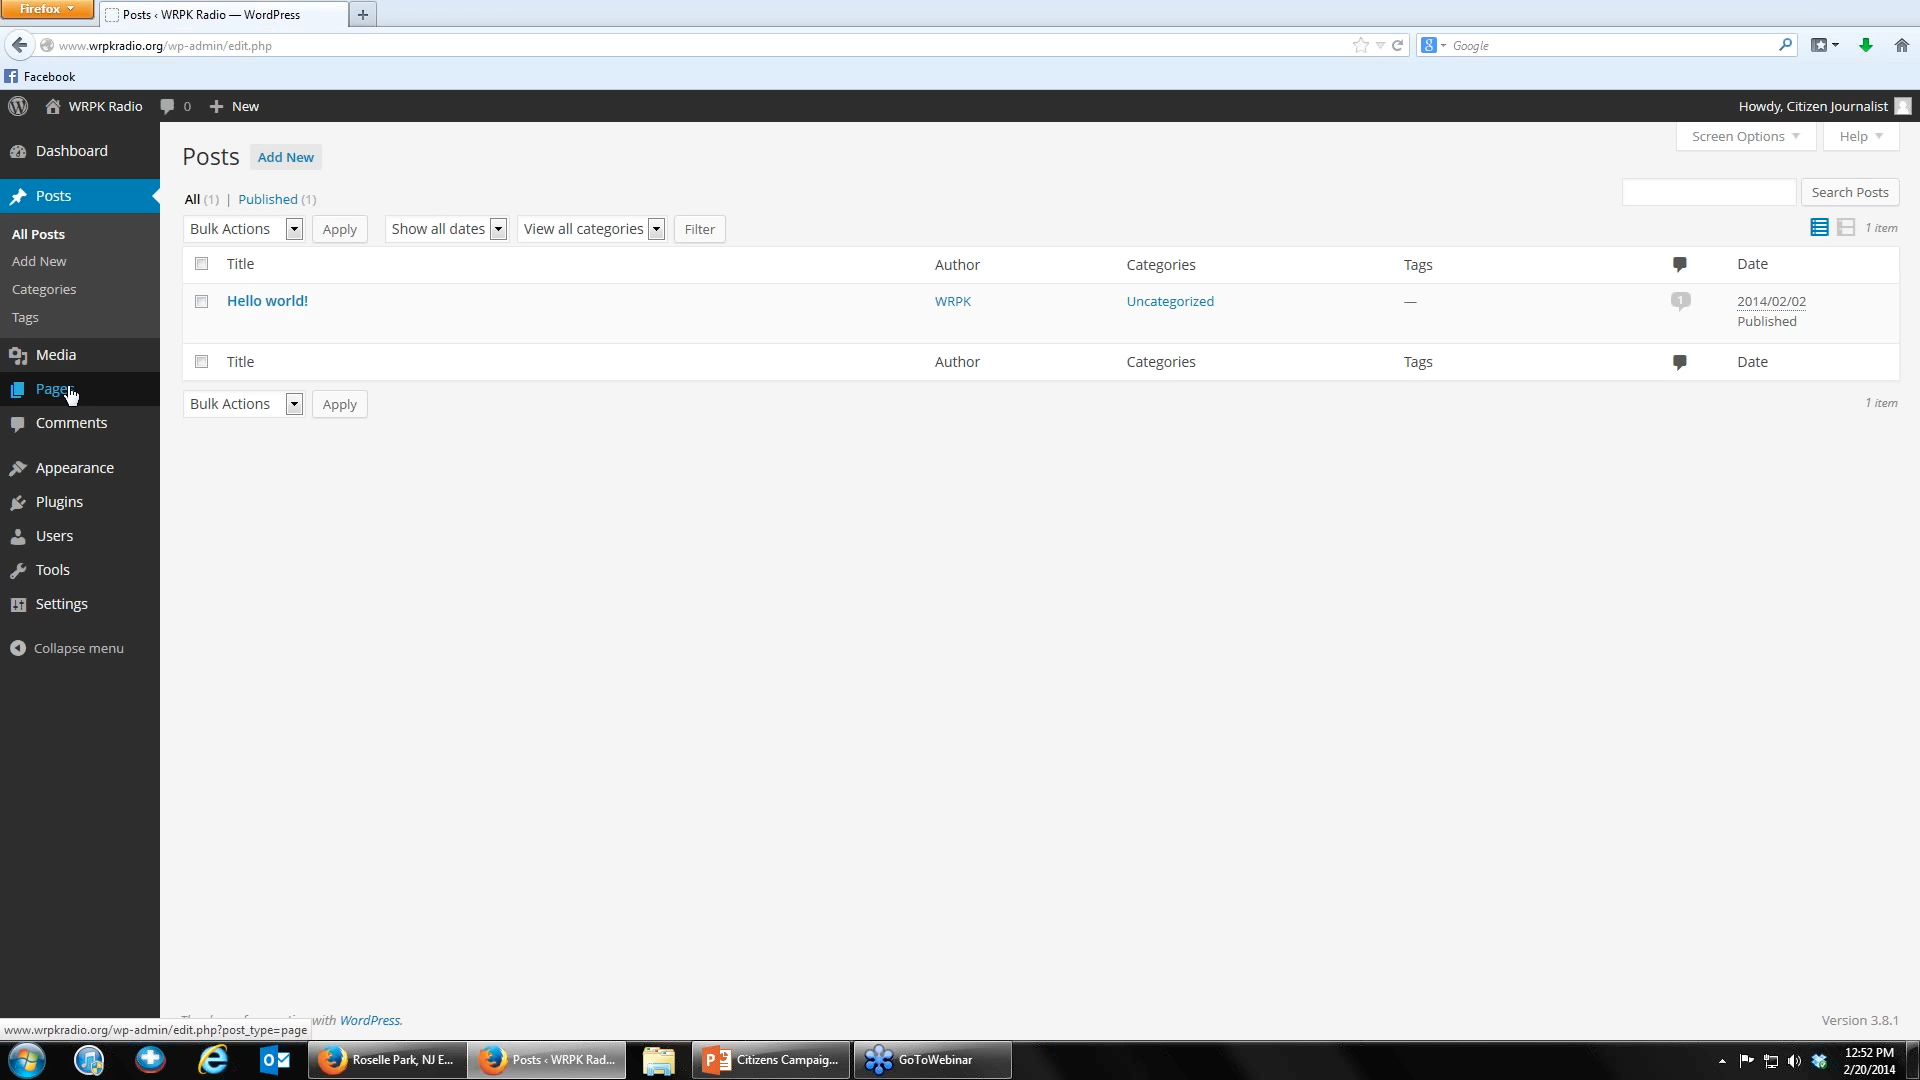 Firefox
Posts ‹ WRPK Radio — WordPress
www.wrpkradio.org/wp-admin/edit.php
Google
Facebook
WRPK Radio 0 New
Howdy, Citizen Journalist
Dashboard
Posts
All Posts
Add New
Categories
Tags
Media
Pages
Comments
Appearance
Plugins
Users
Tools
Settings
Collapse menu
Screen Options Help
Posts Add New
All (1) | Published (1)
Search Posts
Bulk Actions Apply Show all dates View all categories Filter
1 item
Title Author Categories Tags Date
Hello world! WRPK Uncategorized — 1 2014/02/02
Published
Title Author Categories Tags Date
Bulk Actions Apply
1 item
with WordPress.
Version 3.8.1
www.wrpkradio.org/wp-admin/edit.php?post_type=page
Roselle Park, NJ E...
Posts ‹ WRPK Rad...
Citizens Campaig...
GoToWebinar
12:52 PM
2/20/2014